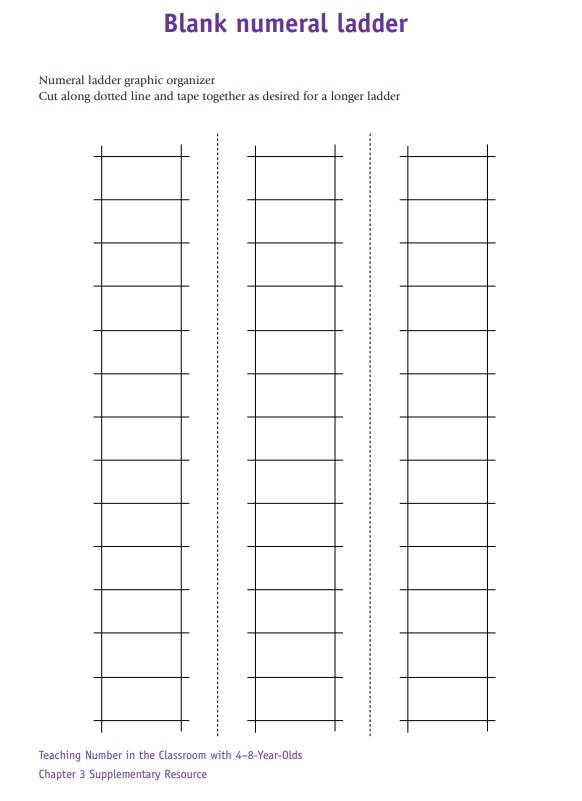 Blank numeral ladder
Numeral ladder graphic organizer
Cut along dotted line and tape together as desired for a longer ladder
Teaching Number in the Classroom with 4–8-Year-Olds
Chapter 3 Supplementary Resource